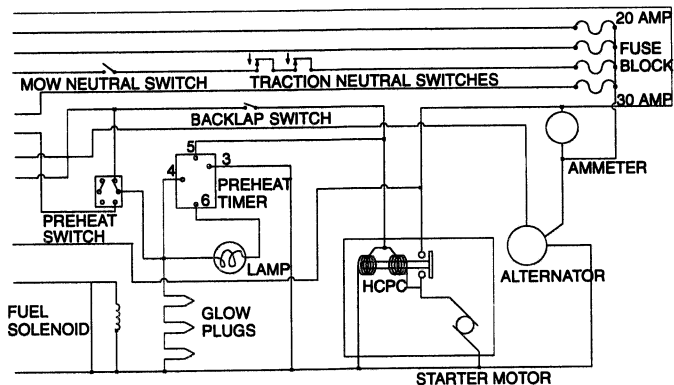 20 AMP
FUSE
BLOCK
MOW NEUTRAL SWITCH
TRACTION NEUTRAL SWITCHES
30 AMP
BACKLAP SWITCH
5
3
AMMETER
4
PREHEAT
TIMER
6
PREHEAT
SWITCH
LAMP
ALTERNATOR
HCPC
FUEL
SOLENOID
GLOW
PLUGS
STARTER MOTOR